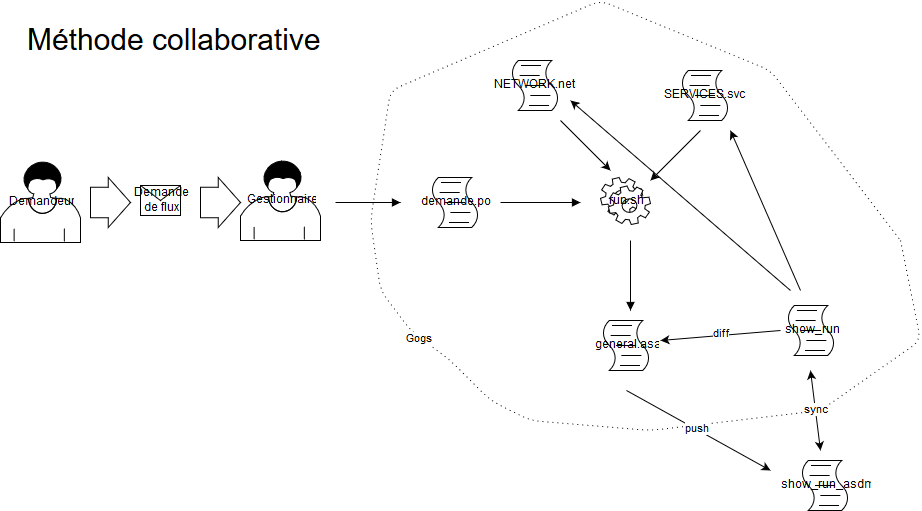 Méthode collaborative
NETWORK.net
SERVICES.svc
Demandeur
Demande
de flux
Gestionnaire
demande.po
run.sh
Gogs
general.asa
diff
show_run
sync
push
show_run_asdm